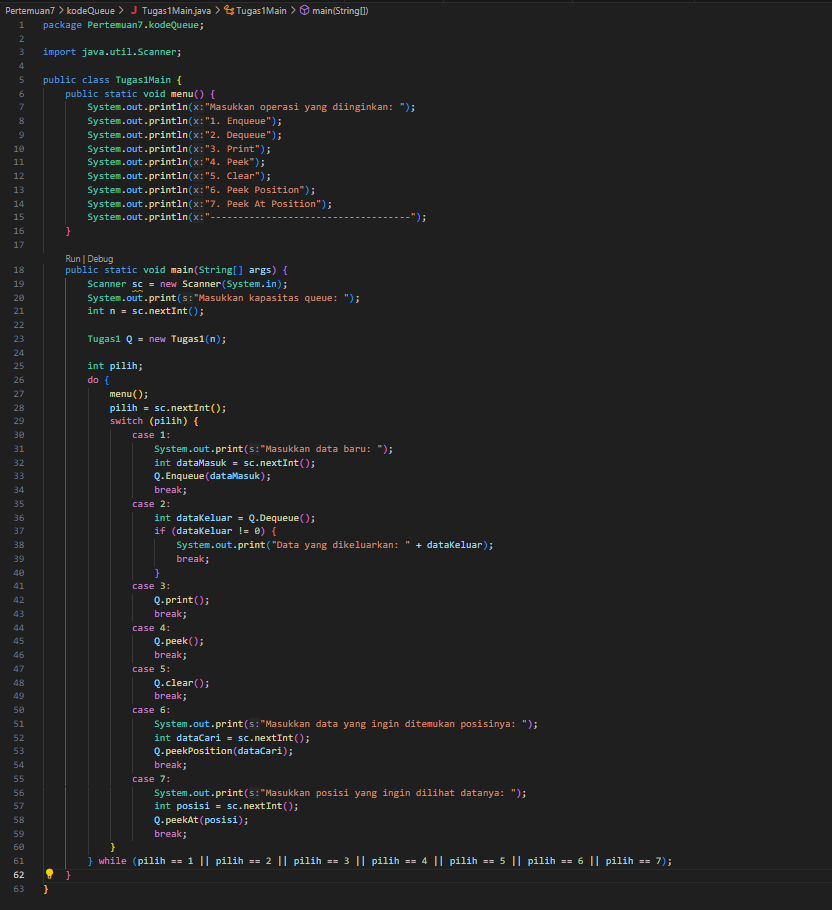 Pertemuan7 > kodeQueue > J Tugas1Main.java > Tugas1Main > main(String[])
1 package Pertemuan7.kodeQueue;
2
3 import java.util.Scanner;
4
5 public class Tugas1Main {
6     public static void menu() {
7         System.out.println(x:"Masukkan operasi yang diinginkan: ");
8         System.out.println(x:"1. Enqueue");
9         System.out.println(x:"2. Dequeue");
10         System.out.println(x:"3. Print");
11         System.out.println(x:"4. Peek");
12         System.out.println(x:"5. Clear");
13         System.out.println(x:"6. Peek Position");
14         System.out.println(x:"7. Peek At Position");
15         System.out.println(x:"------------------------------------");
16     }
17
Run | Debug
18     public static void main(String[] args) {
19         Scanner sc = new Scanner(System.in);
20         System.out.print(s:"Masukkan kapasitas queue: ");
21         int n = sc.nextInt();
22
23         Tugas1 Q = new Tugas1(n);
24
25         int pilih;
26         do {
27             menu();
28             pilih = sc.nextInt();
29             switch (pilih) {
30                 case 1:
31                     System.out.print(s:"Masukkan data baru: ");
32                     int dataMasuk = sc.nextInt();
33                     Q.Enqueue(dataMasuk);
34                     break;
35                 case 2:
36                     int dataKeluar = Q.Dequeue();
37                     if (dataKeluar != 0) {
38                         System.out.print("Data yang dikeluarkan: " + dataKeluar);
39                         break;
40                     }
41                 case 3:
42                     Q.print();
43                     break;
44                 case 4:
45                     Q.peek();
46                     break;
47                 case 5:
48                     Q.clear();
49                     break;
50                 case 6:
51                     System.out.print(s:"Masukkan data yang ingin ditemukan posisinya: ");
52                     int dataCari = sc.nextInt();
53                     Q.peekPosition(dataCari);
54                     break;
55                 case 7:
56                     System.out.print(s:"Masukkan posisi yang ingin dilihat datanya: ");
57                     int posisi = sc.nextInt();
58                     Q.peekAt(posisi);
59                     break;
60             }
61         } while (pilih == 1 || pilih == 2 || pilih == 3 || pilih == 4 || pilih == 5 || pilih == 6 || pilih == 7);
62     }
63 }